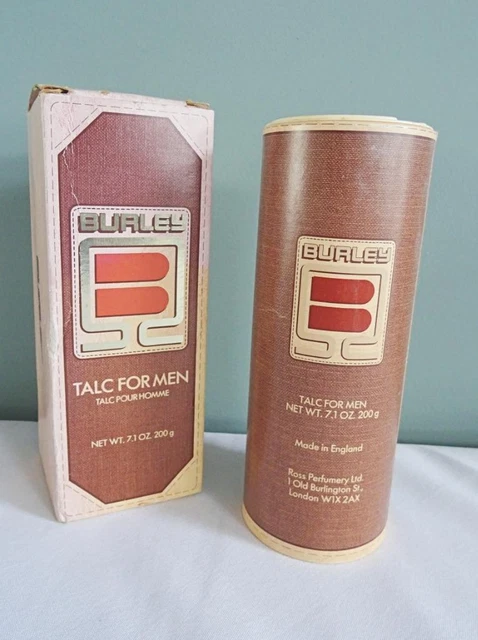 BURLEY
B
TALC FOR MEN
TALC POUR HOMME
NET WT. 7.1 OZ. 200 g
BURLEY
B
TALC FOR MEN
NET WT. 7.1 OZ. 200 g
Made in England
Ross Perfumery Ltd.
1 Old Burlington St.,
London W1X 2AX